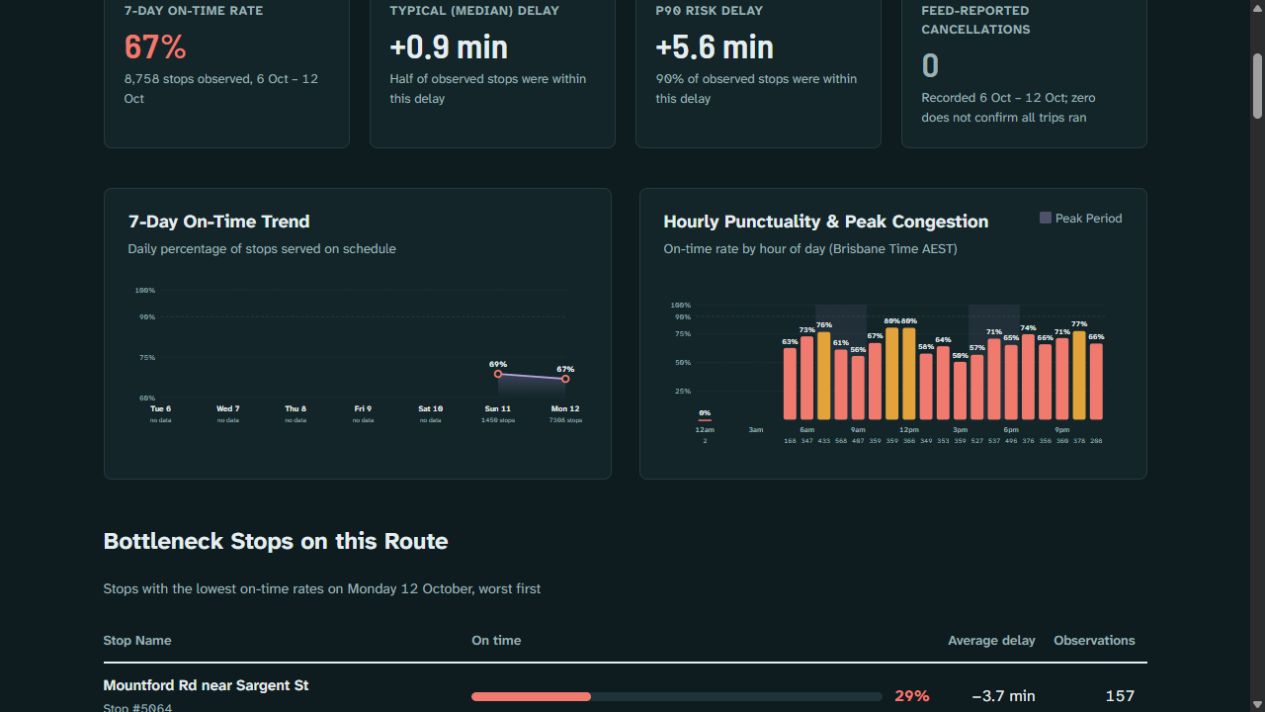 7-DAY ON-TIME RATE
67%
8,758 stops observed, 6 Oct – 12
Oct
TYPICAL (MEDIAN) DELAY
+0.9 min
Half of observed stops were within
this delay
P90 RISK DELAY
+5.6 min
90% of observed stops were within
this delay
FEED-REPORTED
CANCELLATIONS
0
Recorded 6 Oct – 12 Oct; zero
does not confirm all trips ran
7-Day On-Time Trend
Daily percentage of stops served on schedule
100%
90%
75%
60%
69%
67%
Tue 6 Wed 7 Thu 8 Fri 9 Sat 10 Sun 11 Mon 12
no data no data no data no data no data 1450 stops 7308 stops
Hourly Punctuality & Peak Congestion
Peak Period
On-time rate by hour of day (Brisbane Time AEST)
100%
90%
75%
50%
25%
0% 63% 73% 76% 61% 56% 67% 80% 80% 58% 64% 50% 57% 71% 65% 74% 66% 71% 77% 66%
12am 3am 6am 9am 12pm 3pm 6pm 9pm
2 168 347 433 568 407 359 359 366 349 353 359 527 537 496 376 356 360 378 208
Bottleneck Stops on this Route
Stops with the lowest on-time rates on Monday 12 October, worst first
Stop Name On time Average delay Observations
Mountford Rd near Sargent St
29% −3.7 min 157
Stop #5064